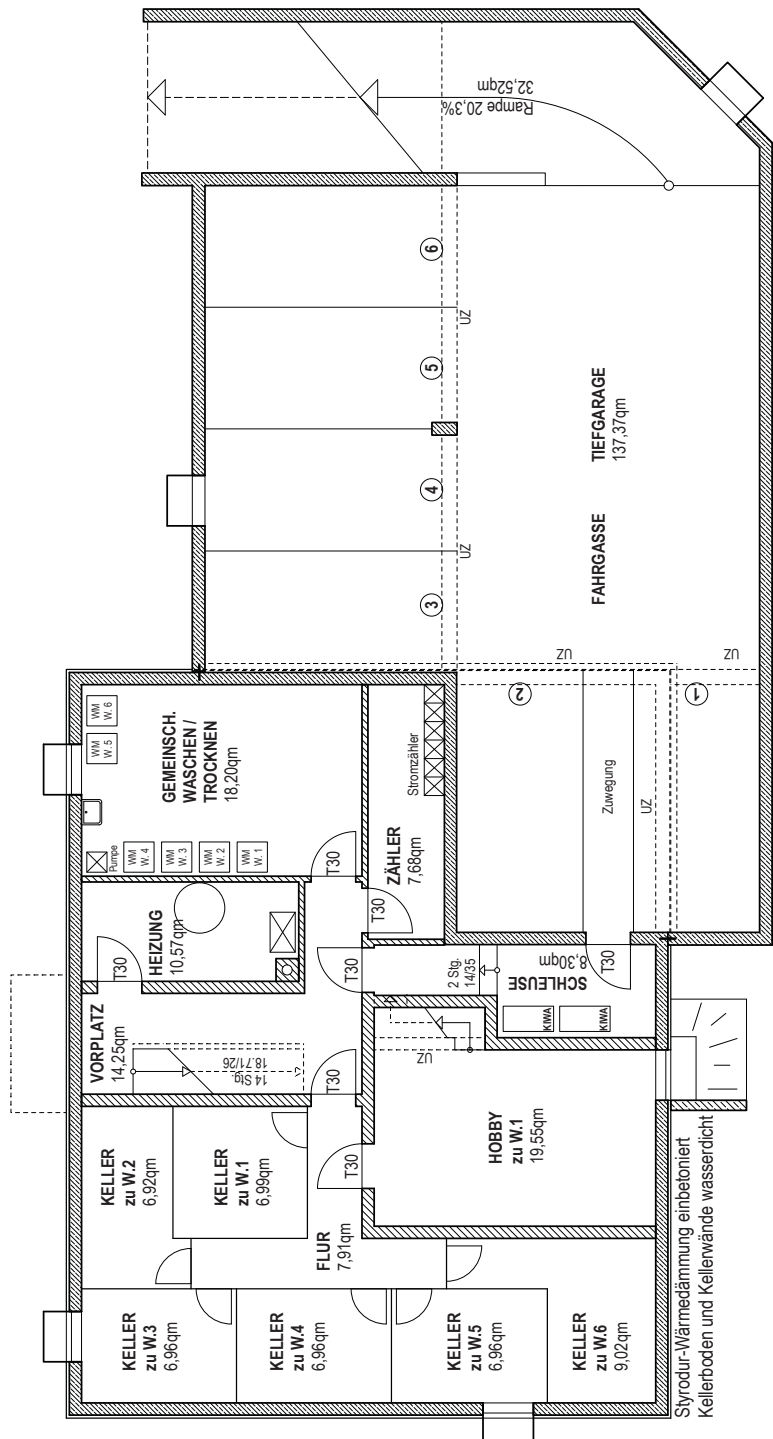 KELLER
zu W.3
6,96qm
KELLER
zu W.4
6,96qm
KELLER
zu W.5
6,96qm
KELLER
zu W.6
9,02qm
KELLER
zu W.2
6,92qm
KELLER
zu W.1
6,99qm
FLUR
7,91qm
T30
T30
HOBBY
zu W.1
19,55qm
UZ
VORPLATZ
14,25qm
14 Stg.
18.71/26
T30
T30
HEIZUNG
10,57qm
2 Stg.
14/35
SCHLEUSE
8,30qm
KIWA
KIWA
T30
Pumpe
WM
W. 4
WM
W. 3
WM
W. 2
WM
W. 1
WM
W. 5
WM
W. 6
GEMEINSCH.
WASCHEN /
TROCKNEN
18,20qm
T30
T30
ZÄHLER
7,68qm
Stromzähler
Zuwegung
UZ
2
1
UZ
UZ
3
4
5
6
UZ
UZ
FAHRGASSE
TIEFGARAGE
137,37qm
Rampe 20,3%
32,52qm
Styrodur-Wärmedämmung einbetoniert
Kellerboden und Kellerwände wasserdicht